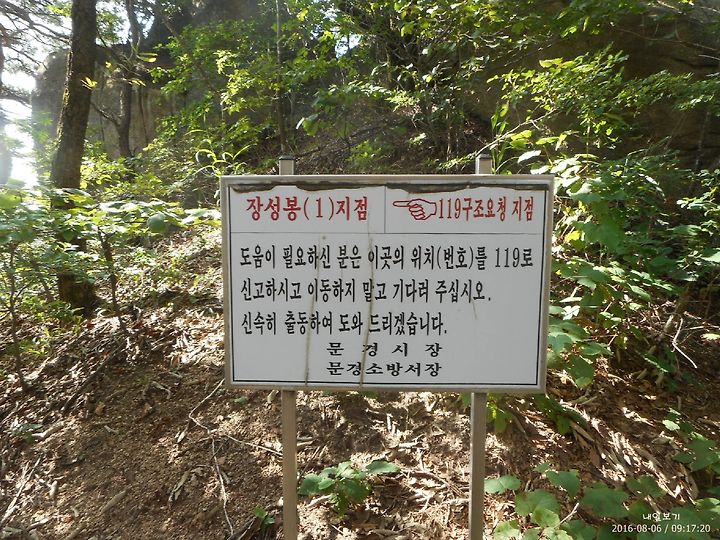 장성봉(1)지점 119구조요청 지점
도움이 필요하신 분은 이곳의 위치(번호)를 119로
신고하시고 이동하지 말고 기다려 주십시오.
신속히 출동하여 도와 드리겠습니다.
문경시장
문경소방서장
내일보기
2016-08-06 / 09:17:20